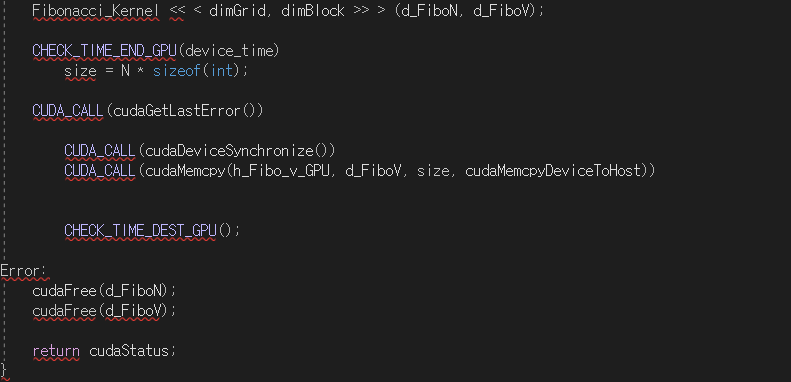 Fibonacci_Kernel << < dimGrid, dimBlock >> > (d_FiboN, d_FiboV);
CHECK_TIME_END_GPU(device_time)
size = N * sizeof(int);
CUDA_CALL(cudaGetLastError())
CUDA_CALL(cudaDeviceSynchronize())
CUDA_CALL(cudaMemcpy(h_Fibo_v_GPU, d_FiboV, size, cudaMemcpyDeviceToHost))
CHECK_TIME_DEST_GPU();
Error:
cudaFree(d_FiboN);
cudaFree(d_FiboV);
return cudaStatus;
}